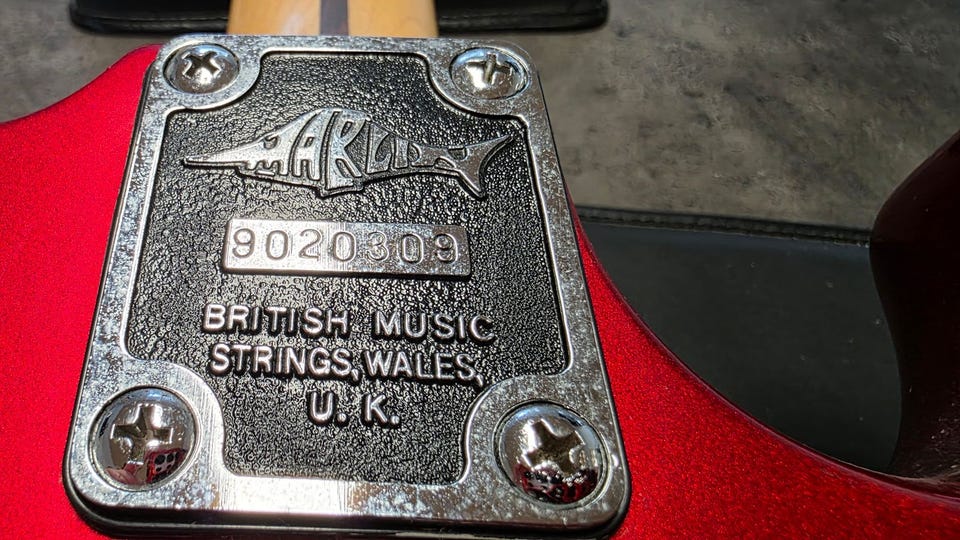 MARLIN
9020309
BRITISH MUSIC
STRINGS, WALES,
U. K.